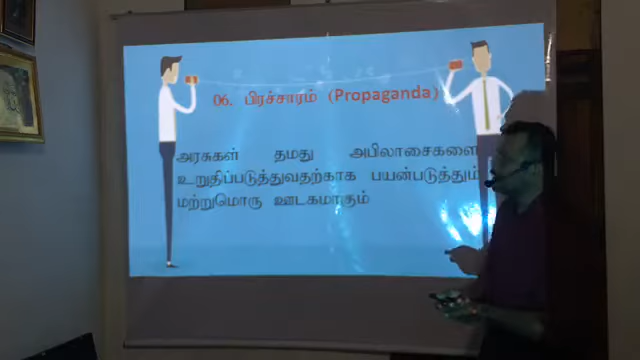 06. பிரச்சாரம் (Propaganda)
அரசுகள் தமது அபிலாசைகளை
உறுதிப்படுத்துவதற்காக பயன்படுத்தும்
மற்றுமொரு ஊடகமாகும்